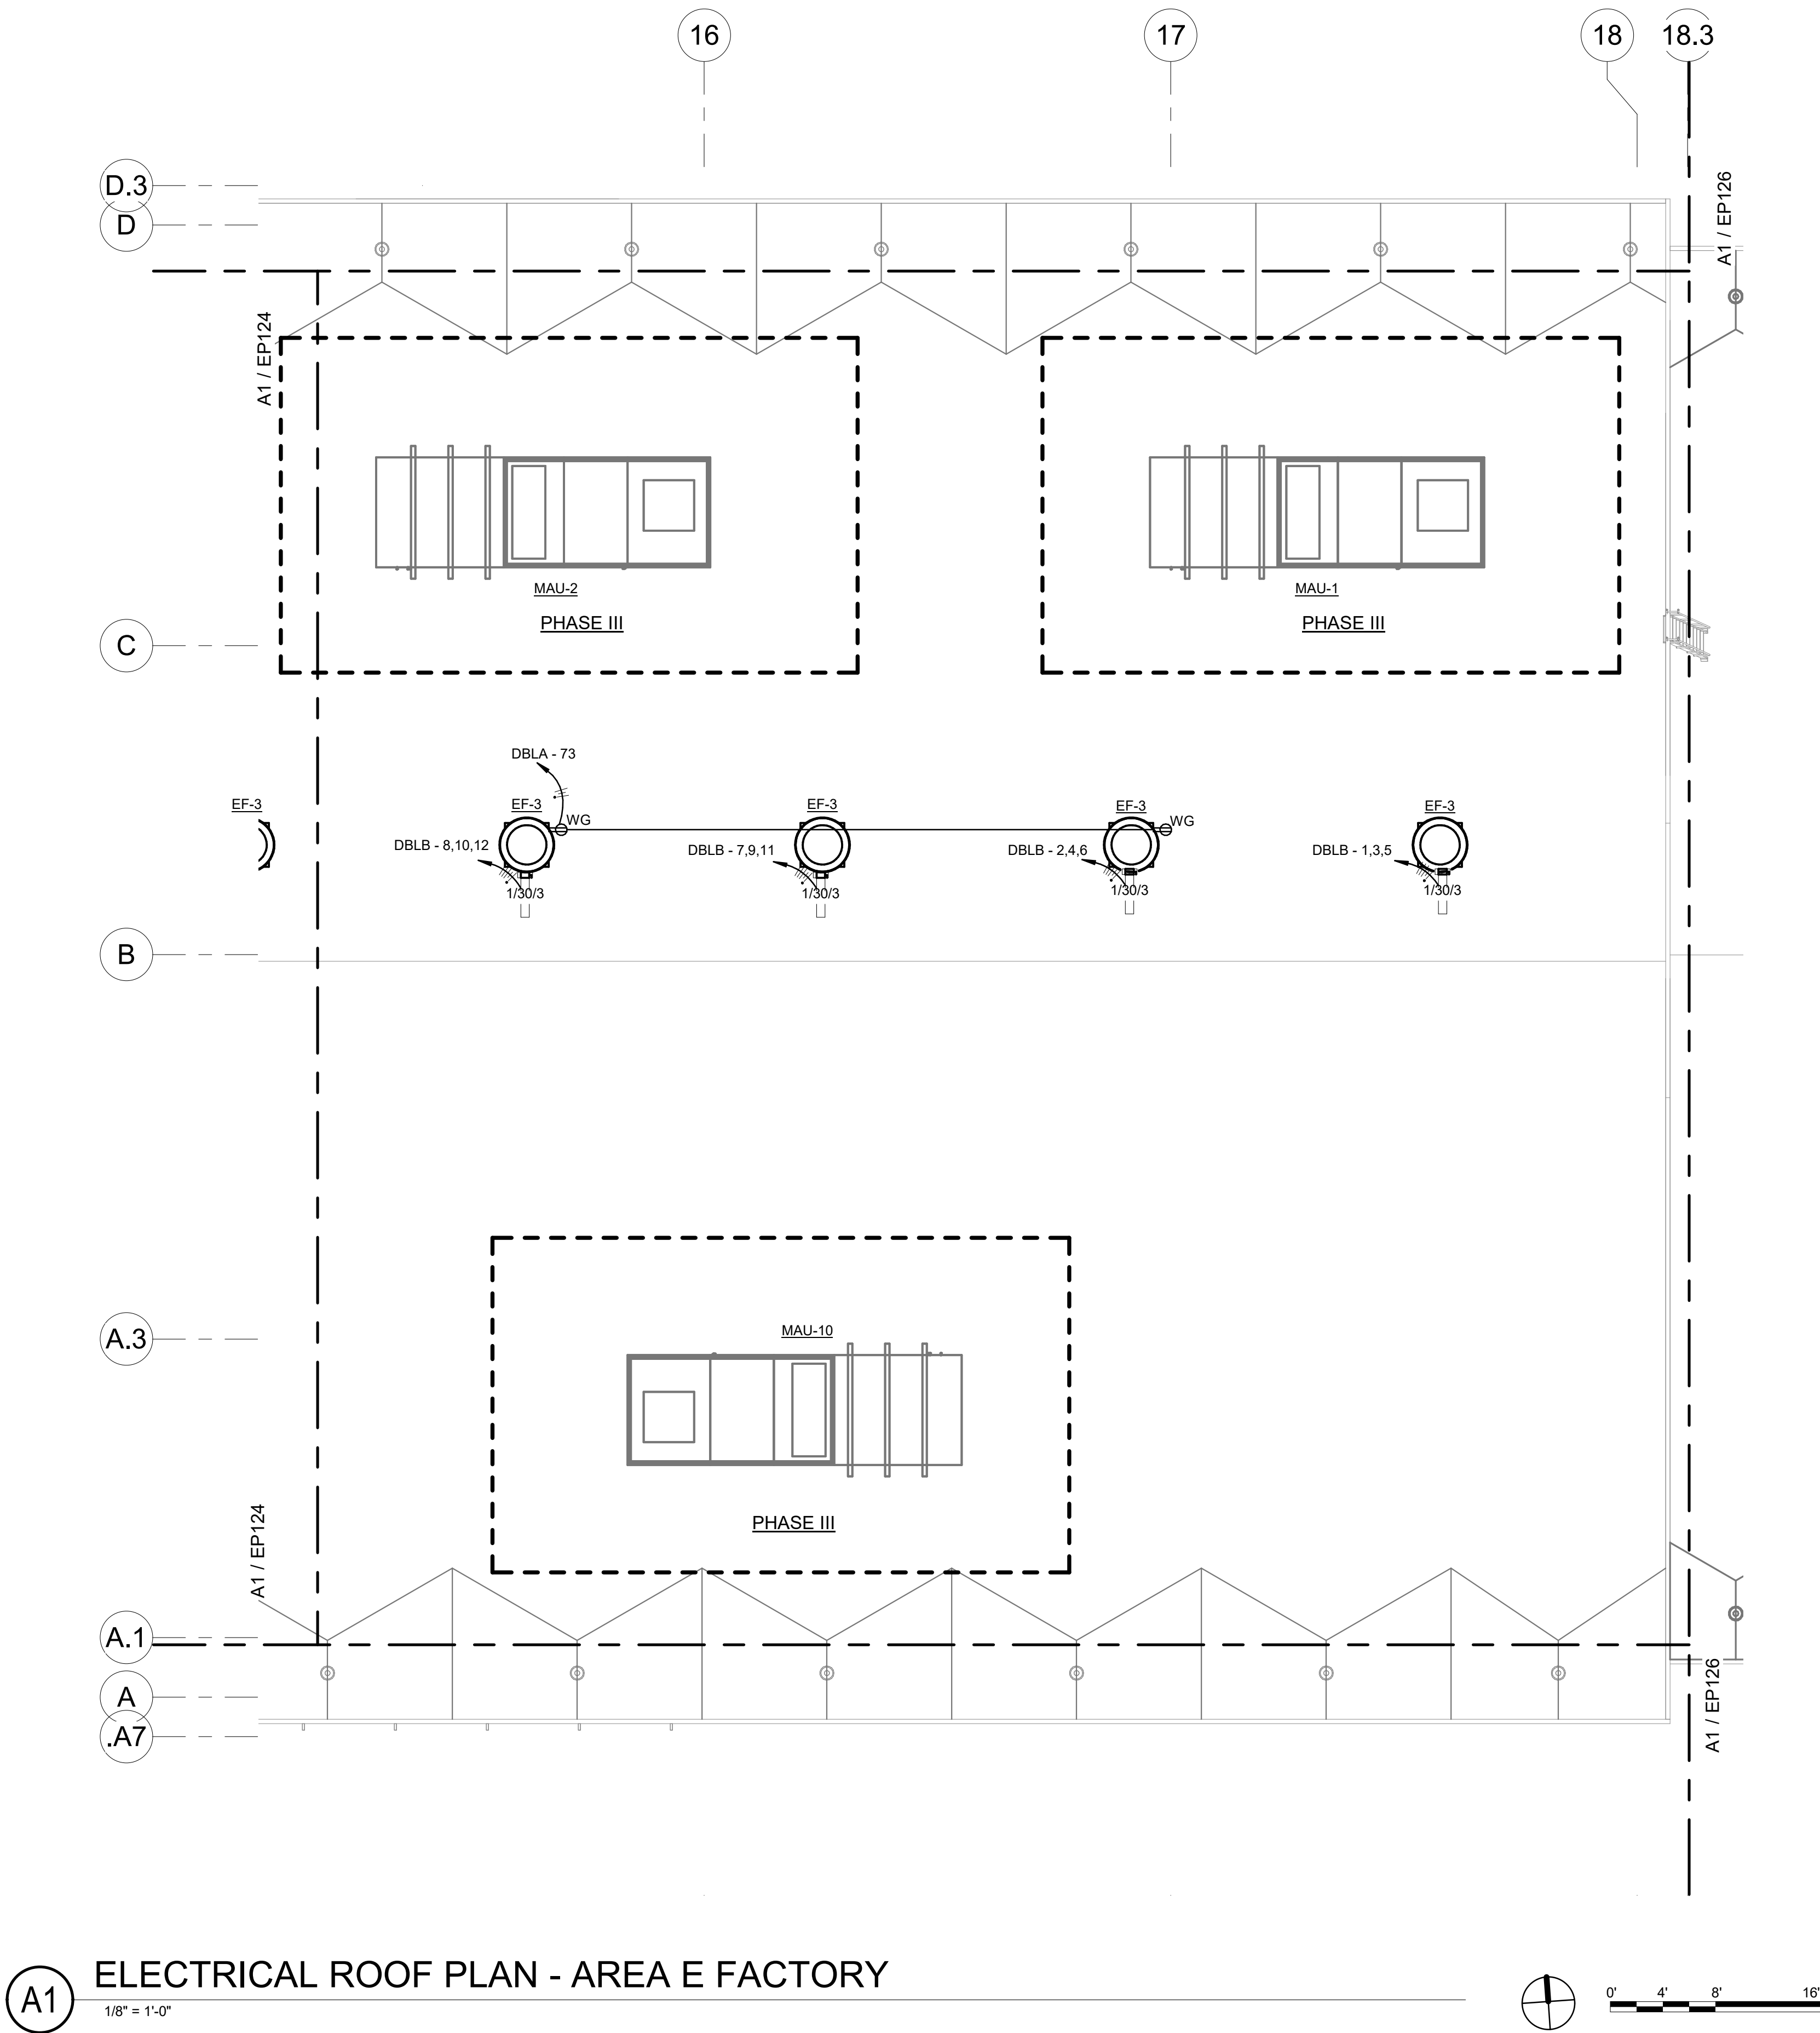 16
17
18
18.3
D.3
D
A1 / EP126
A1 / EP124
MAU-2
PHASE III
MAU-1
PHASE III
C
DBLA - 73
EF-3
EF-3
EF-3
EF-3
EF-3
WG
WG
DBLB - 8,10,12
DBLB - 7,9,11
DBLB - 2,4,6
DBLB - 1,3,5
1/30/3
1/30/3
1/30/3
1/30/3
B
A.3
MAU-10
PHASE III
A1 / EP124
A.1
A
.A7
A1 / EP126
A1
ELECTRICAL ROOF PLAN - AREA E FACTORY
1/8" = 1'-0"
0'
4'
8'
16'